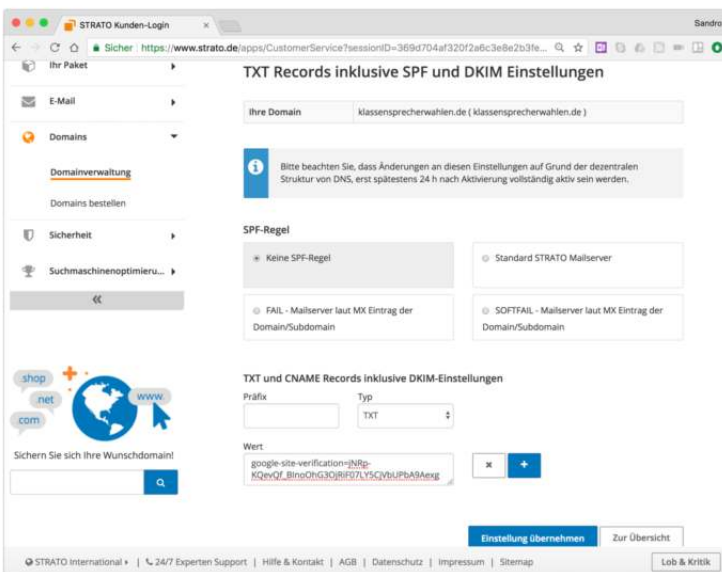 STRATO Kunden-Login
Sandro
Sicher https://www.strato.de/apps/CustomerService?sessionID=369d704af320f2a6c3e8e2b3fe...
Ihr Paket
E-Mail
Domains
Domainverwaltung
Domains bestellen
Sicherheit
Suchmaschinenoptimieru...
shop
.net
com
www.
Sichern Sie sich Ihre Wunschdomain!
TXT Records inklusive SPF und DKIM Einstellungen
Ihre Domain klassensprecherwahlen.de ( klassensprecherwahlen.de )
Bitte beachten Sie, dass Änderungen an diesen Einstellungen auf Grund der dezentralen
Struktur von DNS, erst spätestens 24 h nach Aktivierung vollständig aktiv sein werden.
SPF-Regel
Keine SPF-Regel
Standard STRATO Mailserver
FAIL - Mailserver laut MX Eintrag der
Domain/Subdomain
SOFTFAIL - Mailserver laut MX Eintrag der
Domain/Subdomain
TXT und CNAME Records inklusive DKIM-Einstellungen
Präfix Typ
TXT
Wert
google-site-verification=jNRp-
KQevQf_BInoOhG3OjRiF07LY5CjVbUPbA9Aexg
Einstellung übernehmen Zur Übersicht
STRATO International | 24/7 Experten Support | Hilfe & Kontakt | AGB | Datenschutz | Impressum | Sitemap
Lob & Kritik